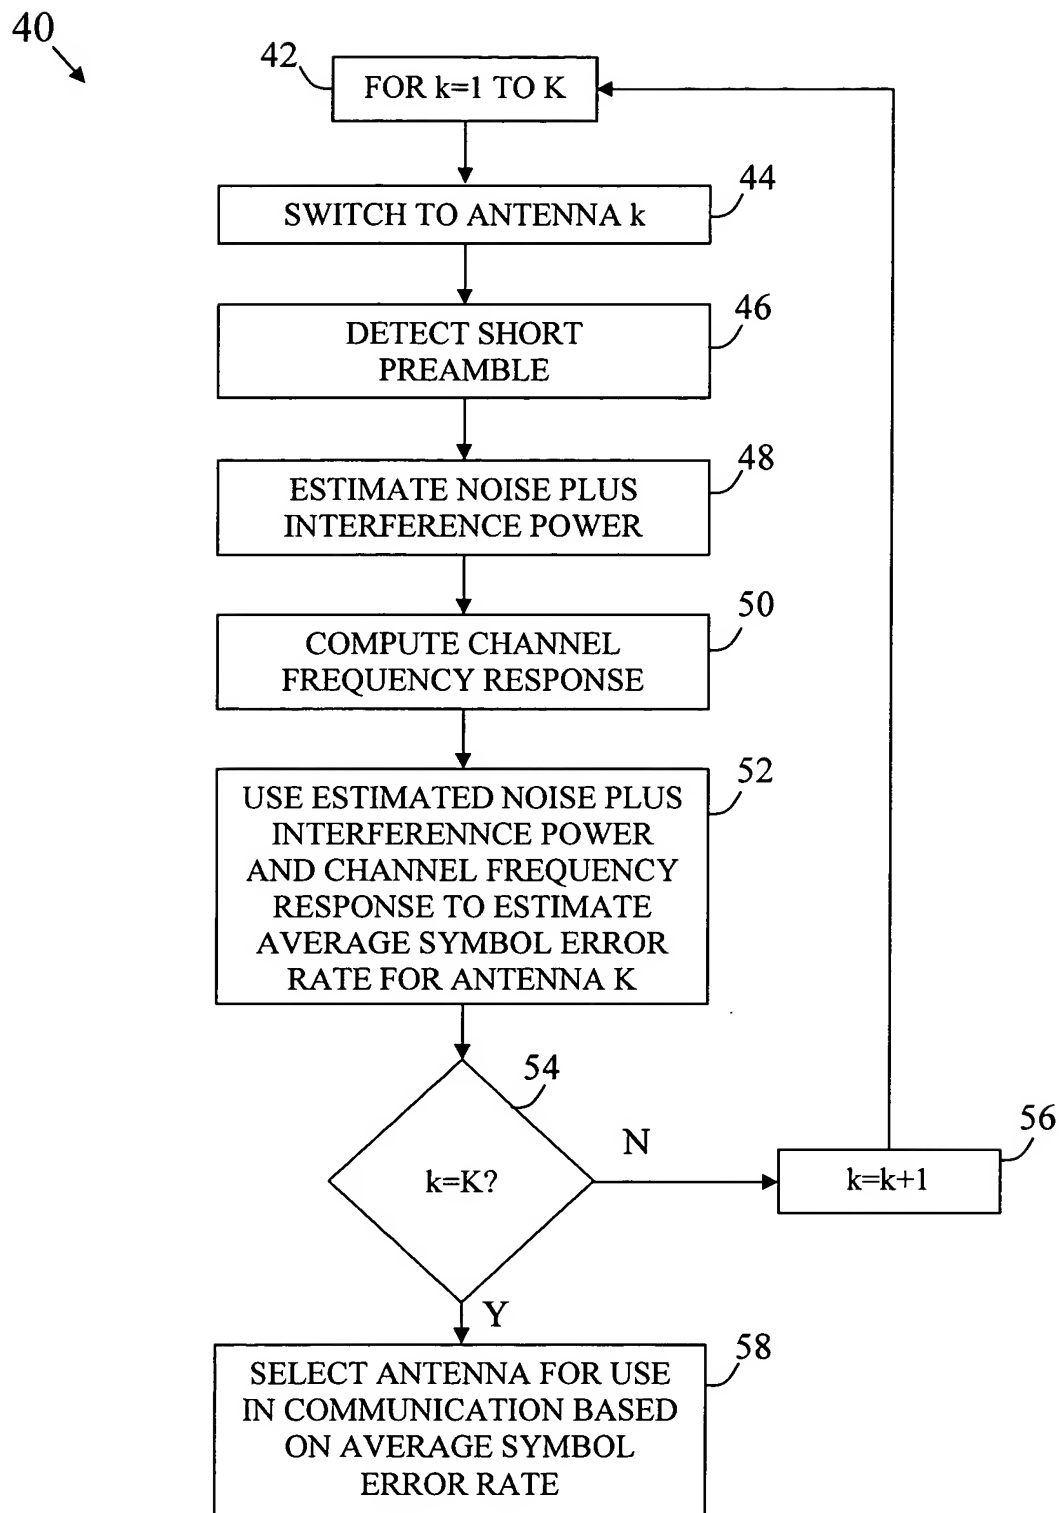 40
42
FOR k=1 TO K
44
SWITCH TO ANTENNA k
46
DETECT SHORT
PREAMBLE
48
ESTIMATE NOISE PLUS
INTERFERENCE POWER
50
COMPUTE CHANNEL
FREQUENCY RESPONSE
52
USE ESTIMATED NOISE PLUS
INTERFERENNCE POWER
AND CHANNEL FREQUENCY
RESPONSE TO ESTIMATE
AVERAGE SYMBOL ERROR
RATE FOR ANTENNA K
54
k=K?
N
56
k=k+1
Y
58
SELECT ANTENNA FOR USE
IN COMMUNICATION BASED
ON AVERAGE SYMBOL
ERROR RATE